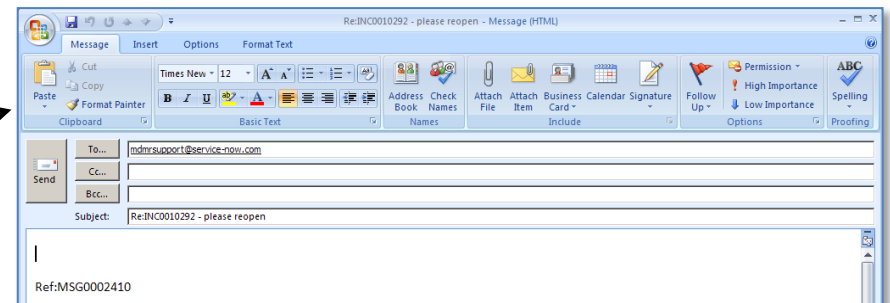 Re:INC0010292 - please reopen - Message (HTML)
Message Insert Options Format Text
Paste
Cut
Copy
Format Painter
Clipboard
Times New 12 A A
B I U ab A
Basic Text
Address Book
Check Names
Names
Attach File
Attach Item
Business Card
Calendar
Signature
Include
Follow Up
Permission
High Importance
Low Importance
Options
ABC
Spelling
Proofing
Send
To... mdmrsupport@service-now.com
Cc...
Bcc...
Subject: Re:INC0010292 - please reopen
Ref:MSG0002410